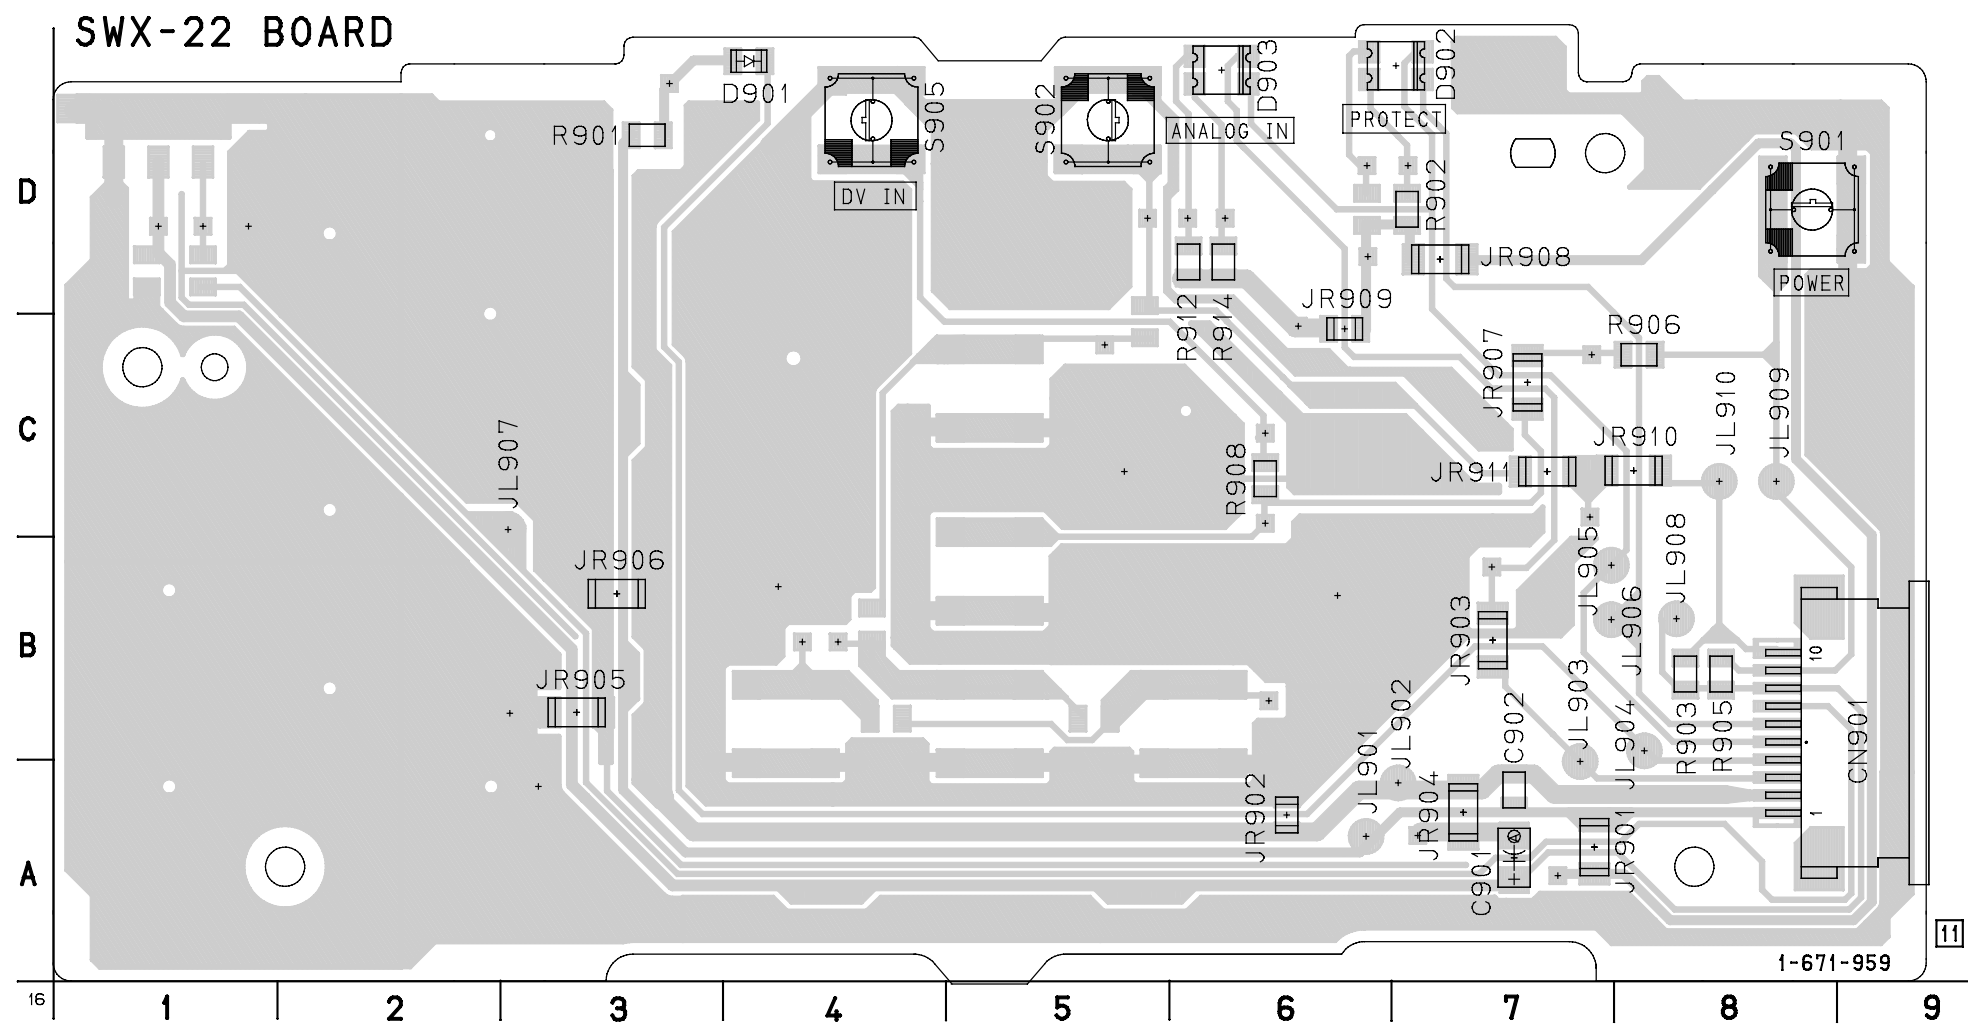 SWX-22 BOARD
D901
R901
S905
DV IN
S902
D903
ANALOG IN
D902
PROTECT
R902
S901
POWER
D
JR908
JR909
R912
R914
JR907
R906
JL910
JL909
C
JL907
R908
JR911
JR910
JR906
JL905
JL908
B
JR903
JL906
10
JR905
JL902
JL903
C902
JL904
R903
R905
CN901
JL901
JR902
JR904
1
A
C901
JR901
11
1-671-959
16
1
2
3
4
5
6
7
8
9